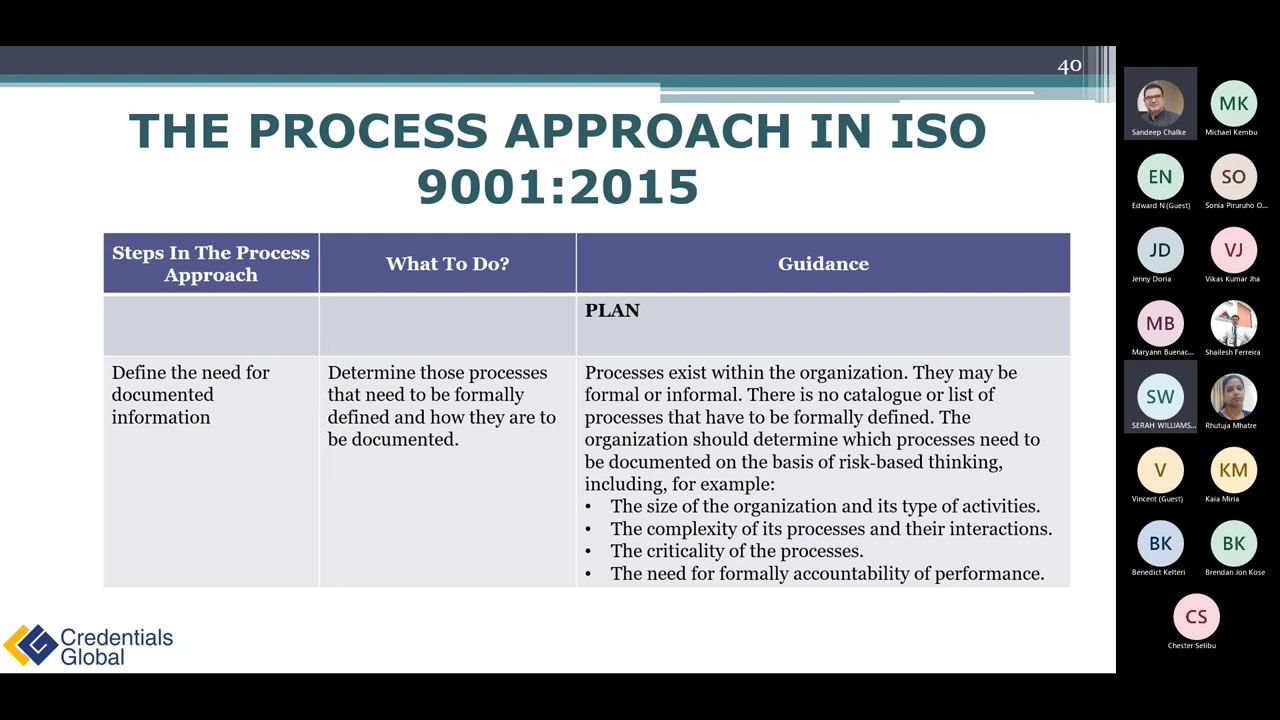 40
THE PROCESS APPROACH IN ISO
9001:2015
Steps In The Process
Approach
What To Do?
Guidance
PLAN
Define the need for
documented
information
Determine those processes
that need to be formally
defined and how they are to
be documented.
Processes exist within the organization. They may be
formal or informal. There is no catalogue or list of
processes that have to be formally defined. The
organization should determine which processes need to
be documented on the basis of risk-based thinking,
including, for example:
• The size of the organization and its type of activities.
• The complexity of its processes and their interactions.
• The criticality of the processes.
• The need for formally accountability of performance.
Credentials
Global
Sandeep Chalke
MK
Michael Kembu
EN
Edward N (Guest)
SO
Sonia Piruruho O...
JD
Jenny Doria
VJ
Vikas Kumar Jha
MB
Maryann Buenac...
Shailesh Ferreira
SW
SERAH WILLIAMS...
Rhutuja Mhatre
V
Vincent (Guest)
KM
Kaia Miria
BK
Benedict Kelteri
BK
Brendan Jon Kose
CS
Chester Selibu